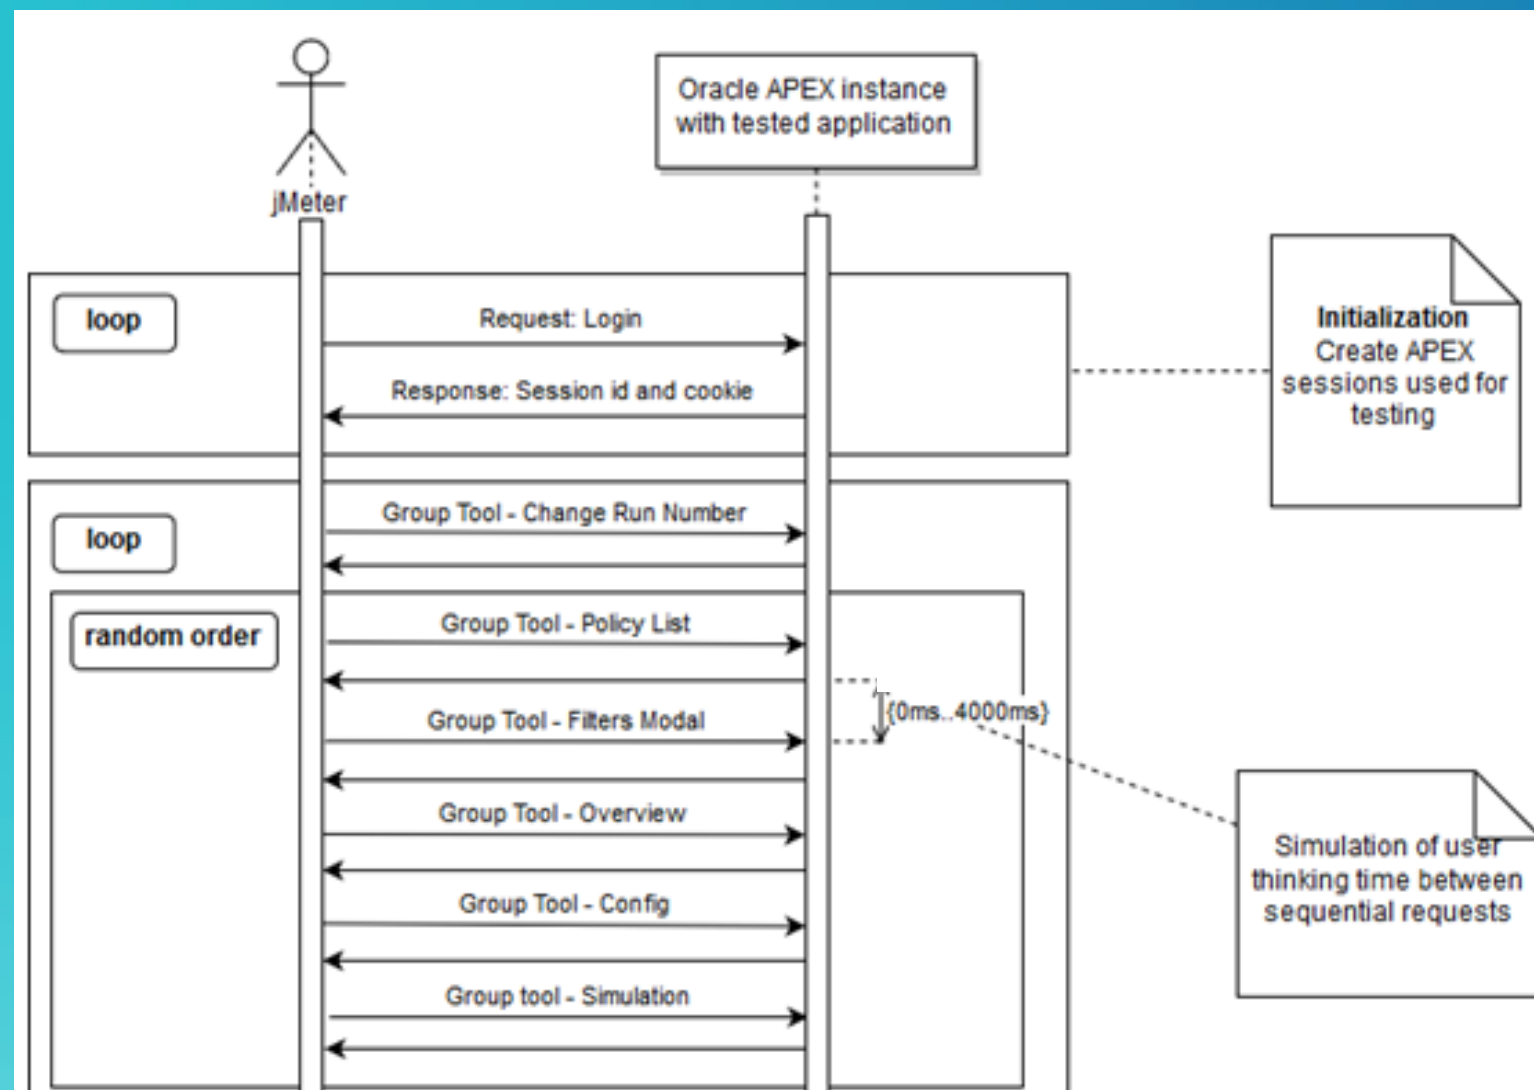 Oracle APEX instance
with tested application
jMeter
loop
Request: Login
Response: Session id and cookie
Initialization
Create APEX
sessions used for
testing
loop
Group Tool - Change Run Number
random order
Group Tool - Policy List
{0ms..4000ms}
Group Tool - Filters Modal
Group Tool - Overview
Simulation of user
thinking time between
sequential requests
Group Tool - Config
Group tool - Simulation